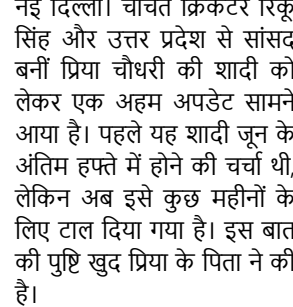 नई दिल्ली। चर्चित क्रिकेटर रिंकू
सिंह और उत्तर प्रदेश से सांसद
बनीं प्रिया चौधरी की शादी को
लेकर एक अहम अपडेट सामने
आया है। पहले यह शादी जून के
अंतिम हफ्ते में होने की चर्चा थी,
लेकिन अब इसे कुछ महीनों के
लिए टाल दिया गया है। इस बात
की पुष्टि खुद प्रिया के पिता ने की
है।